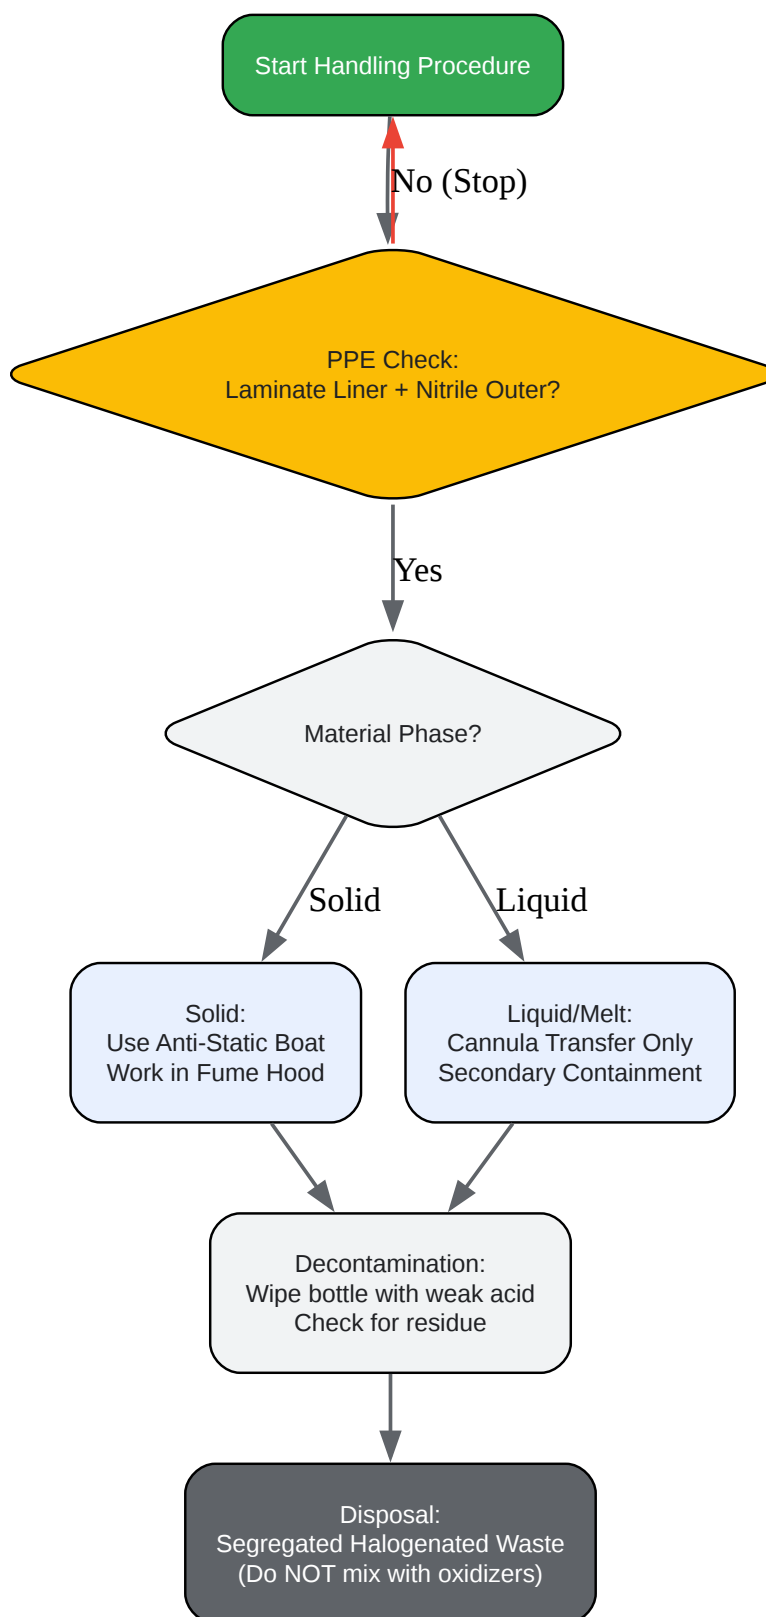 Start Handling Procedure
No (Stop)
PPE Check:
Laminate Liner + Nitrile Outer?
Yes
Material Phase?
Solid
Liquid
Solid:
Use Anti-Static Boat
Work in Fume Hood
Liquid/Melt:
Cannula Transfer Only
Secondary Containment
Decontamination:
Wipe bottle with weak acid
Check for residue
Disposal:
Segregated Halogenated Waste
(Do NOT mix with oxidizers)